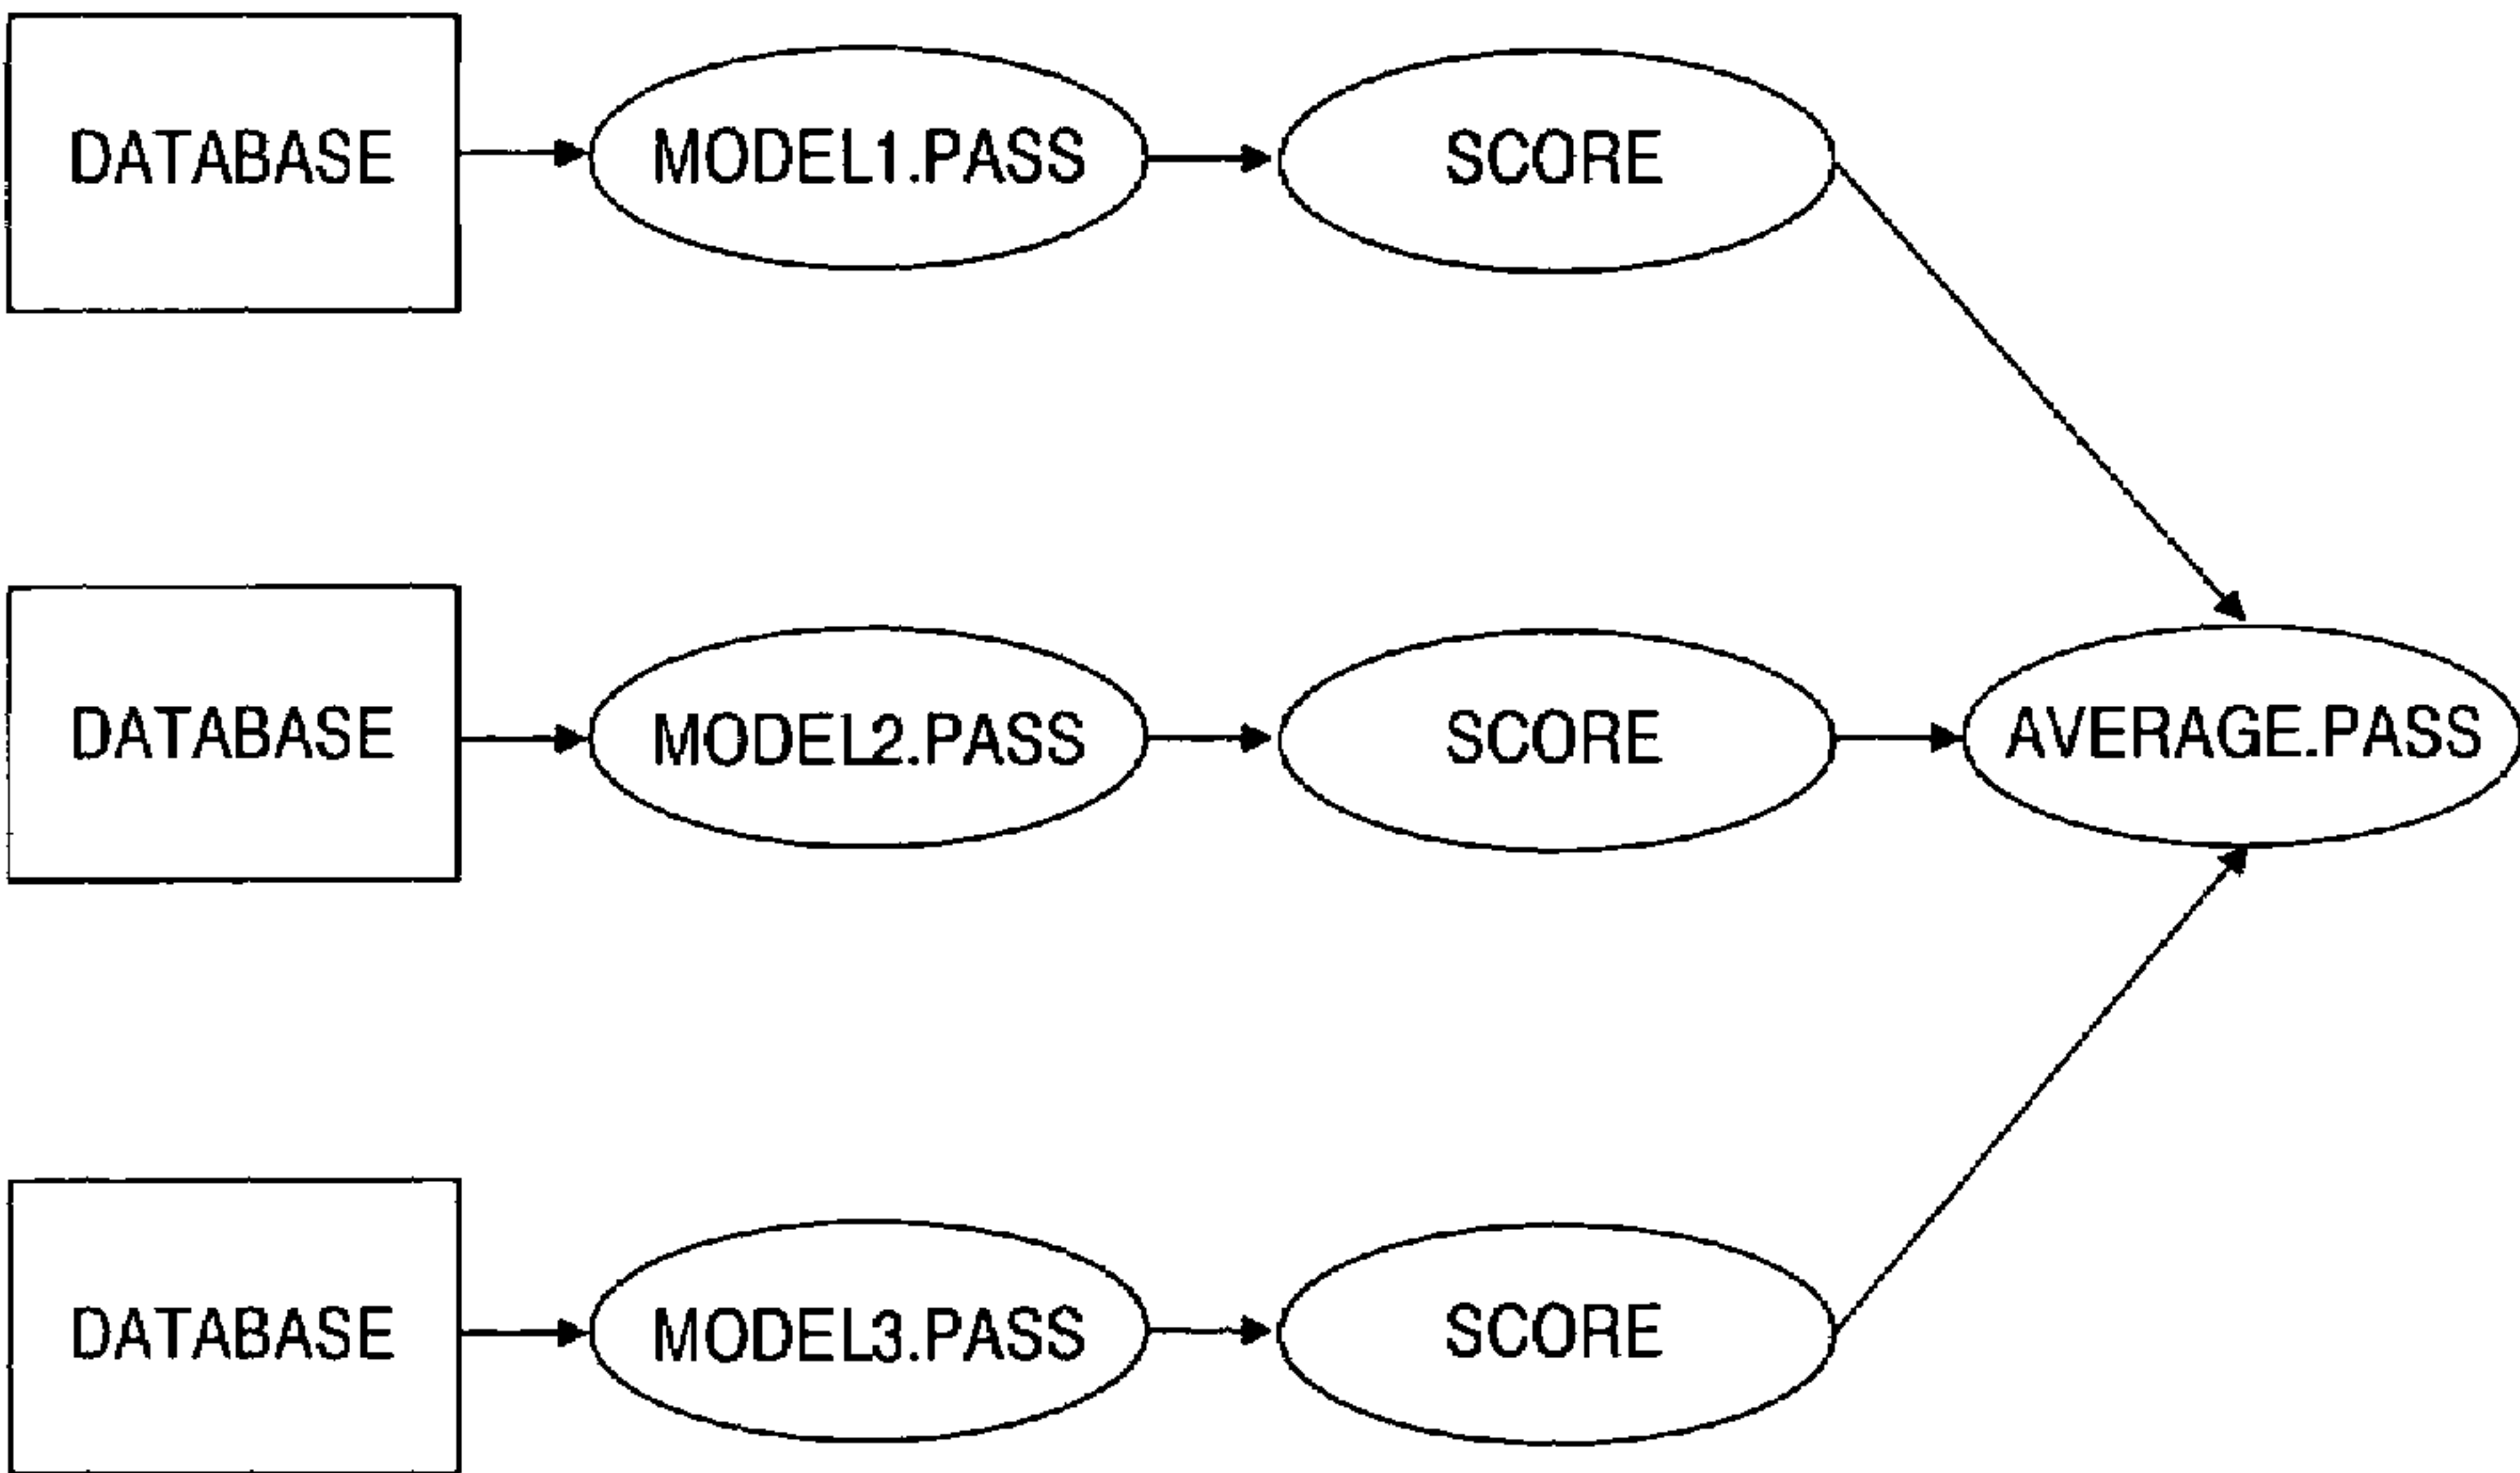 DATABASE
MODEL1.PASS
SCORE
DATABASE
MODEL2.PASS
SCORE
AVERAGE.PASS
DATABASE
MODEL3.PASS
SCORE